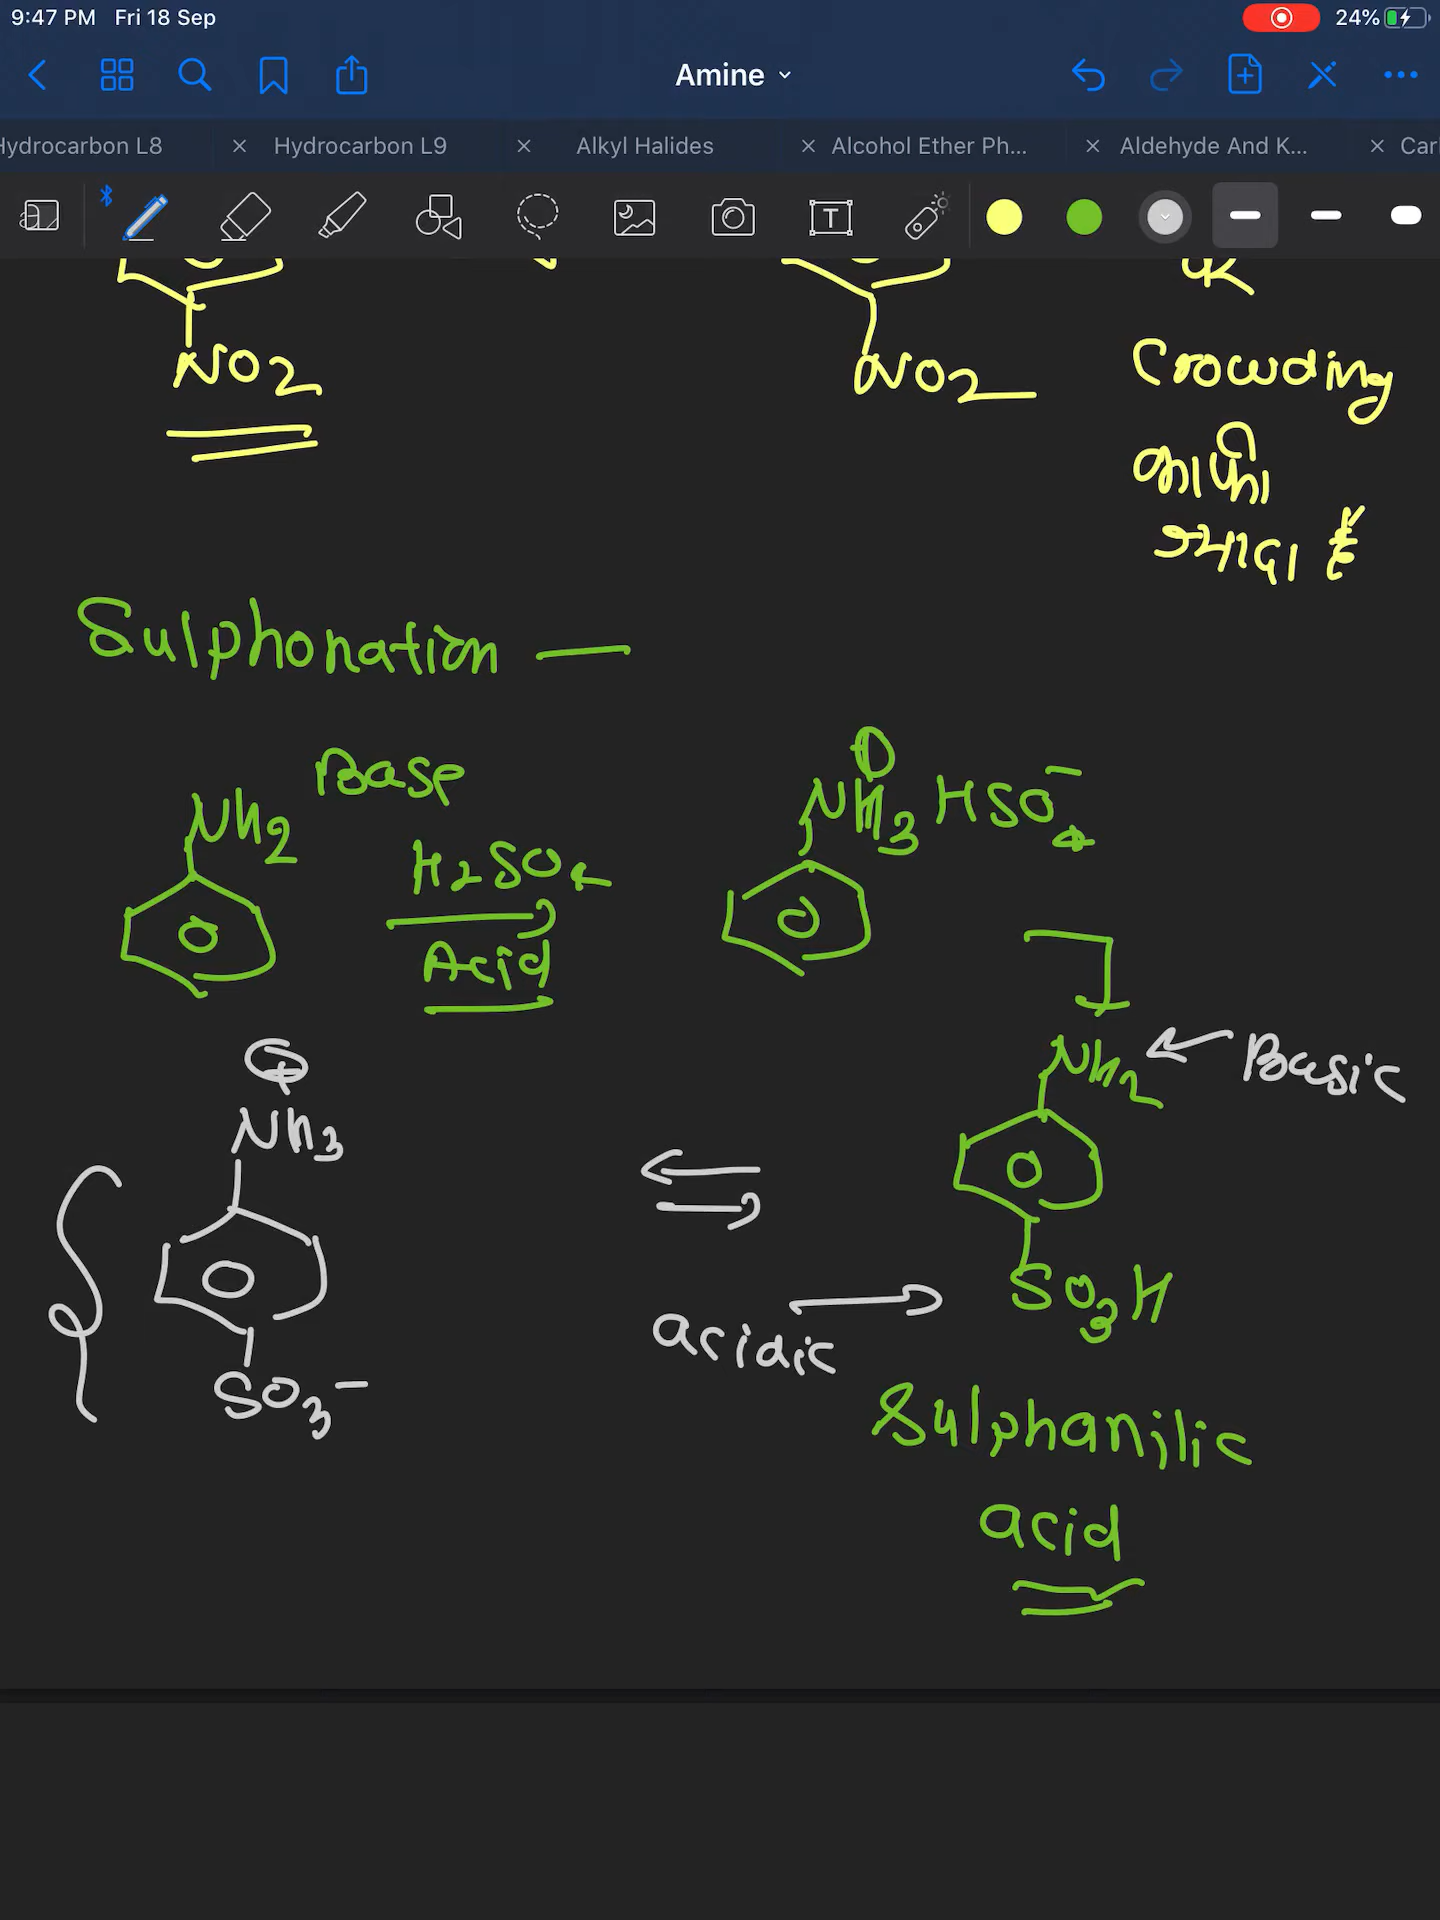 9:47 PM Fri 18 Sep 24%
Amine
Hydrocarbon L8 × Hydrocarbon L9 × Alkyl Halides × Alcohol Ether Ph... × Aldehyde And K... × Car
T
NO2
NO2
Crowding
काफी
ज्यादा है
Sulphonation —
NH2 Base
H2SO4
Acid
⊕
NH3 HSO4-
NH2 ← Basic
⊕
NH3
SO3H
acidic →
SO3-
Sulphanilic
acid